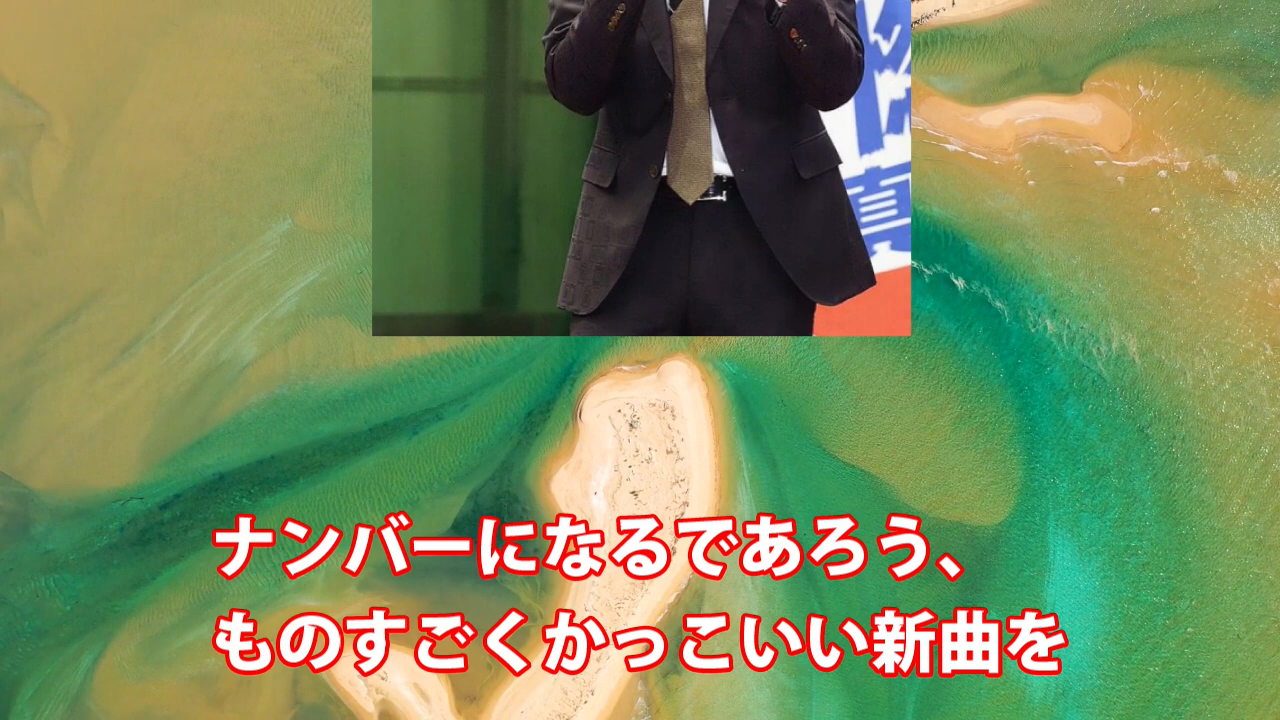 真
ナンバーになるであろう、
ものすごくかっこいい新曲を